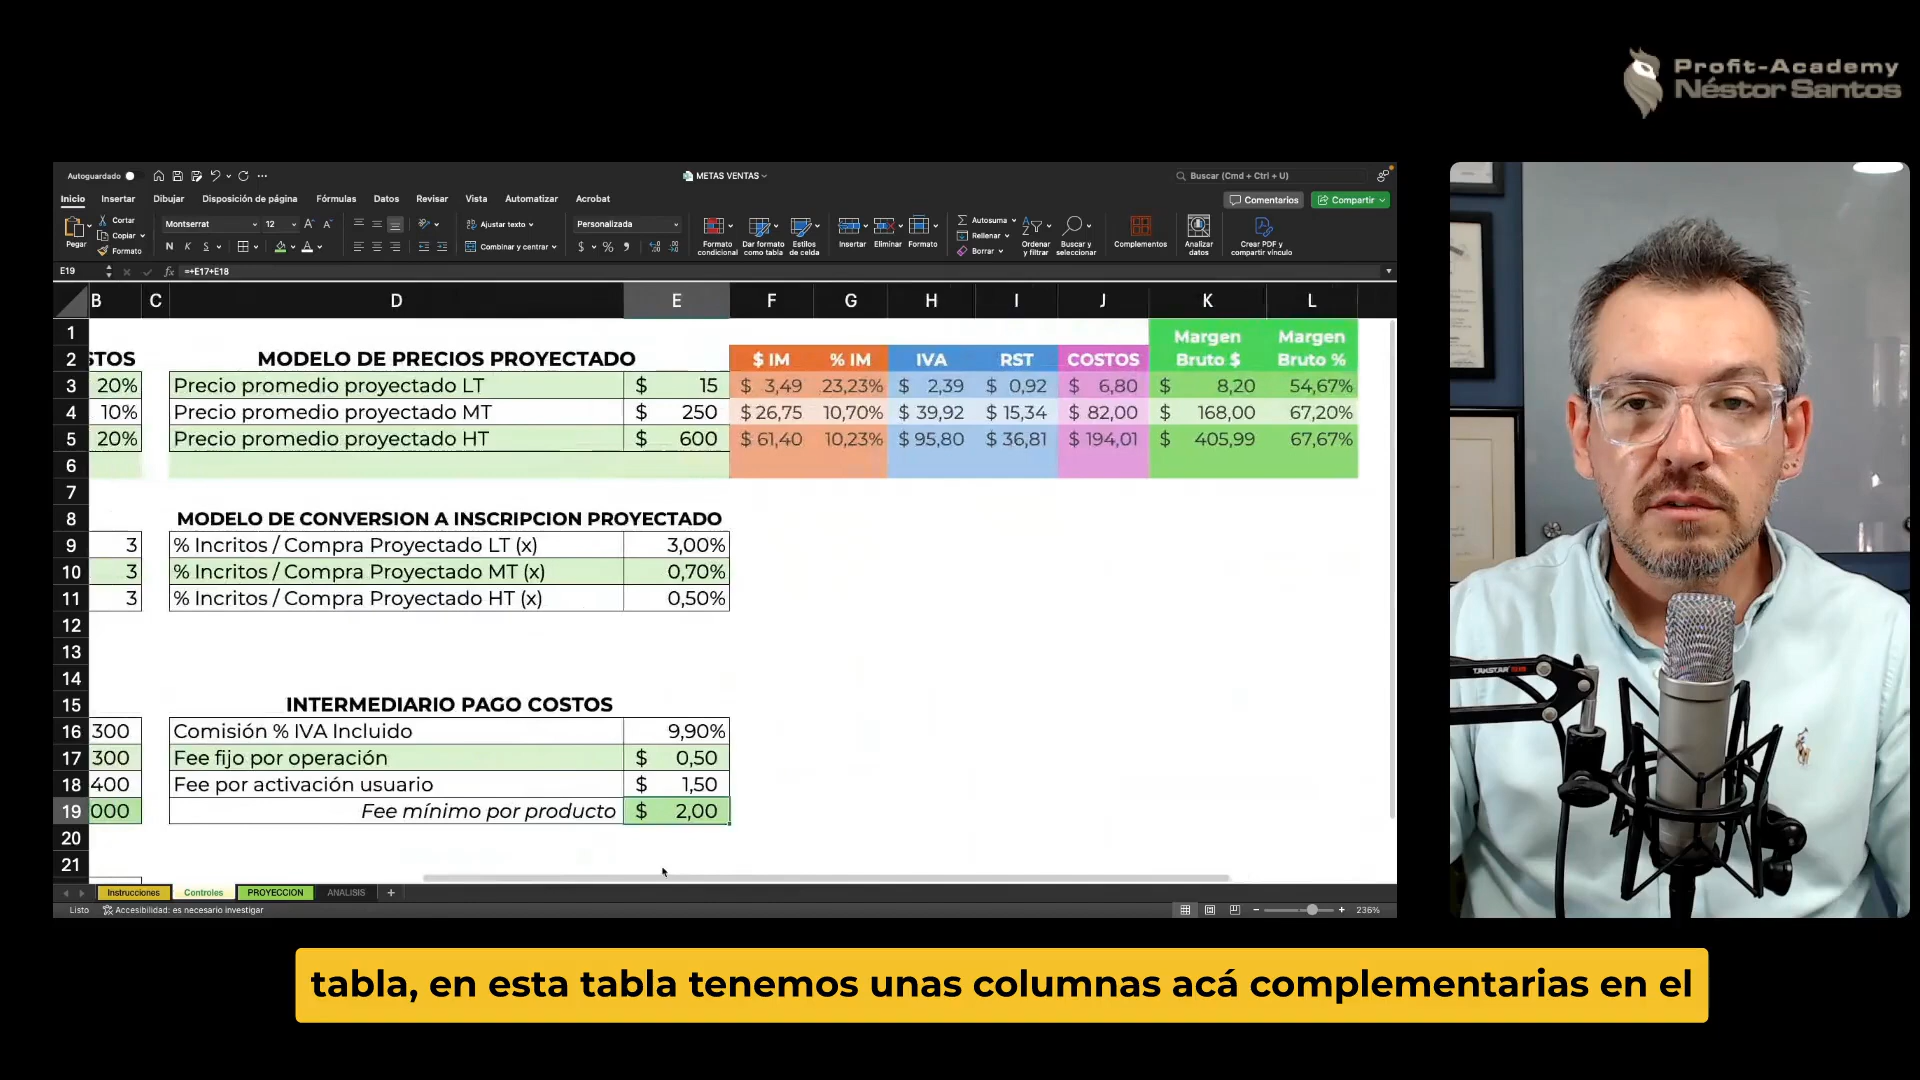 Profit-Academy
Néstor Santos
Autoguardado
METAS VENTAS
Buscar (Cmd + Ctrl + U)
Inicio Insertar Dibujar Disposición de página Fórmulas Datos Revisar Vista Automatizar Acrobat
Comentarios Compartir
Pegar Cortar Copiar Formato
Montserrat 12
N K S
Ajustar texto
Combinar y centrar
Personalizada
$ %
Formato condicional
Dar formato como tabla
Estilos de celda
Insertar Eliminar Formato
Autosuma Rellenar Borrar
Ordenar y filtrar
Buscar y seleccionar
Complementos
Analizar datos
Crear PDF y compartir vínculo
E19 fx =+E17+E18
B C D E F G H I J K L
1 Margen Margen
2 STOS MODELO DE PRECIOS PROYECTADO $ IM % IM IVA RST COSTOS Bruto $ Bruto %
3 20% Precio promedio proyectado LT $ 15 $ 3,49 23,23% $ 2,39 $ 0,92 $ 6,80 $ 8,20 54,67%
4 10% Precio promedio proyectado MT $ 250 $ 26,75 10,70% $ 39,92 $ 15,34 $ 82,00 $ 168,00 67,20%
5 20% Precio promedio proyectado HT $ 600 $ 61,40 10,23% $ 95,80 $ 36,81 $ 194,01 $ 405,99 67,67%
6
7
8 MODELO DE CONVERSION A INSCRIPCION PROYECTADO
9 3 % Incritos / Compra Proyectado LT (x) 3,00%
10 3 % Incritos / Compra Proyectado MT (x) 0,70%
11 3 % Incritos / Compra Proyectado HT (x) 0,50%
12
13
14
15 INTERMEDIARIO PAGO COSTOS
16 300 Comisión % IVA Incluido 9,90%
17 300 Fee fijo por operación $ 0,50
18 400 Fee por activación usuario $ 1,50
19 000 Fee mínimo por producto $ 2,00
20
21
Instrucciones Controles PROYECCION ANALISIS +
Listo Accesibilidad: es necesario investigar
236%
TAKSTAR
tabla, en esta tabla tenemos unas columnas acá complementarias en el